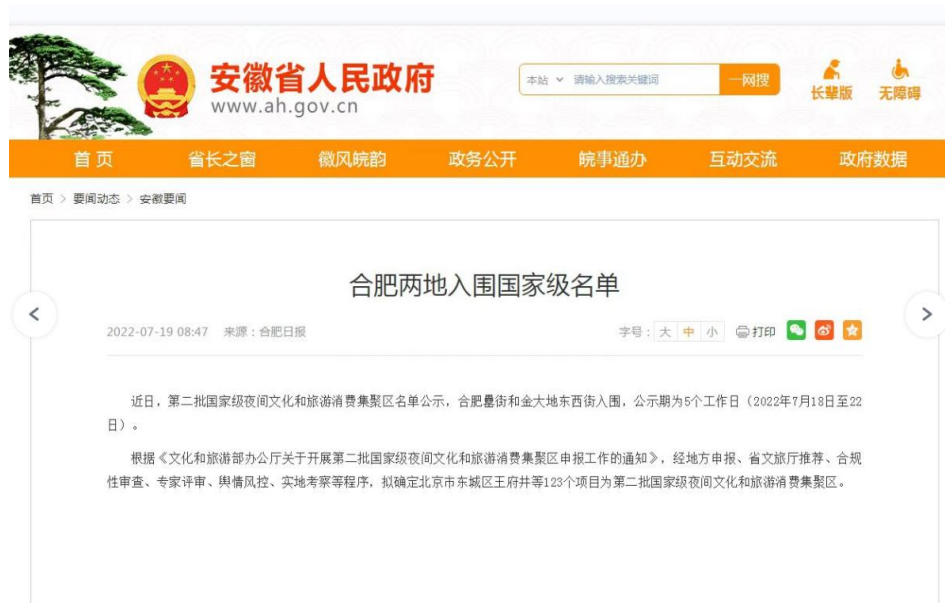 安徽省人民政府
www.ah.gov.cn
本站 请输入搜索关键词 一网搜
长辈版 无障碍
首页 省长之窗 徽风皖韵 政务公开 皖事通办 互动交流 政府数据
首页 > 要闻动态 > 安徽要闻
合肥两地入围国家级名单
2022-07-19 08:47 来源：合肥日报 字号：大 中 小 打印
近日，第二批国家级夜间文化和旅游消费集聚区名单公示，合肥罍街和金大地东西街入围，公示期为5个工作日（2022年7月18日至22
日）。
根据《文化和旅游部办公厅关于开展第二批国家级夜间文化和旅游消费集聚区申报工作的通知》，经地方申报、省文旅厅推荐、合规
性审查、专家评审、舆情风控、实地考察等程序，拟确定北京市东城区王府井等123个项目为第二批国家级夜间文化和旅游消费集聚区。